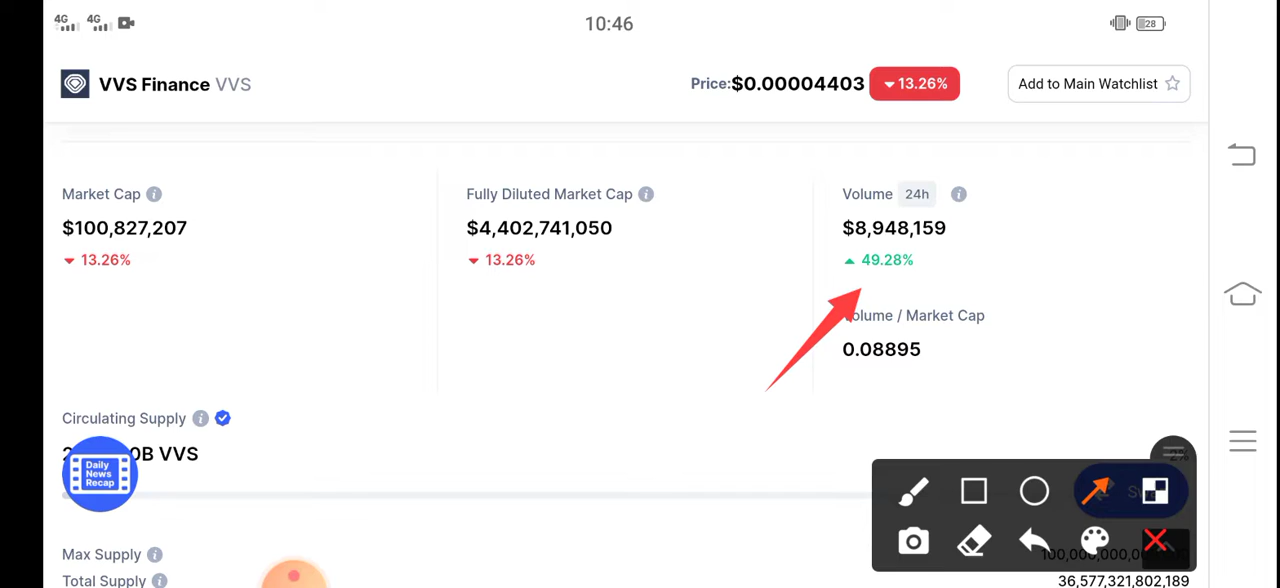 4G 4G 10:46 28
VVS Finance VVS Price:$0.00004403 13.26% Add to Main Watchlist
Market Cap Fully Diluted Market Cap Volume 24h
$100,827,207 $4,402,741,050 $8,948,159
13.26% 13.26% 49.28%
Volume / Market Cap
0.08895
Circulating Supply
VVS
Daily
News
Recap
Max Supply
Total Supply 36,577,321,802,189